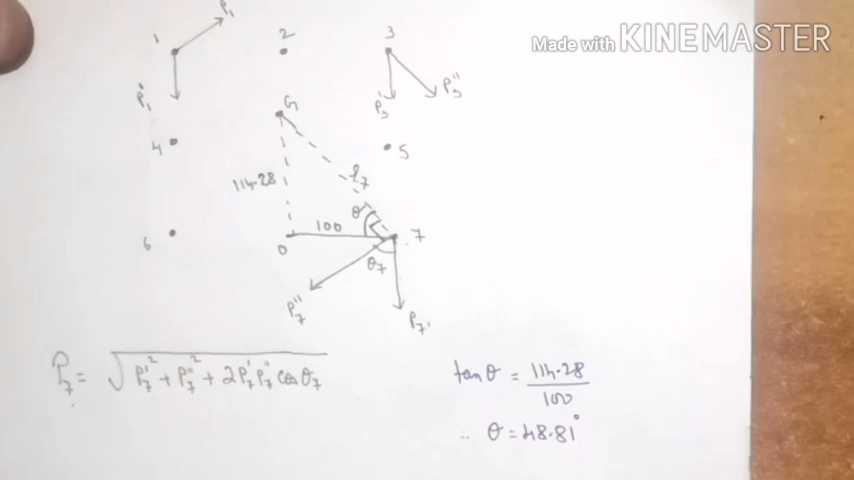 Made with KINEMASTER
P₁
1
2
3
P₁'
P₃'
P₃''
G
4
5
114.28
l₇
θ
100
6
0
7
θ₇
P₇''
P₇'
P₇ = √P₇'² + P₇''² + 2P₇'P₇'' cos θ₇
tan θ = 114.28 / 100
∴ θ = 48.81°